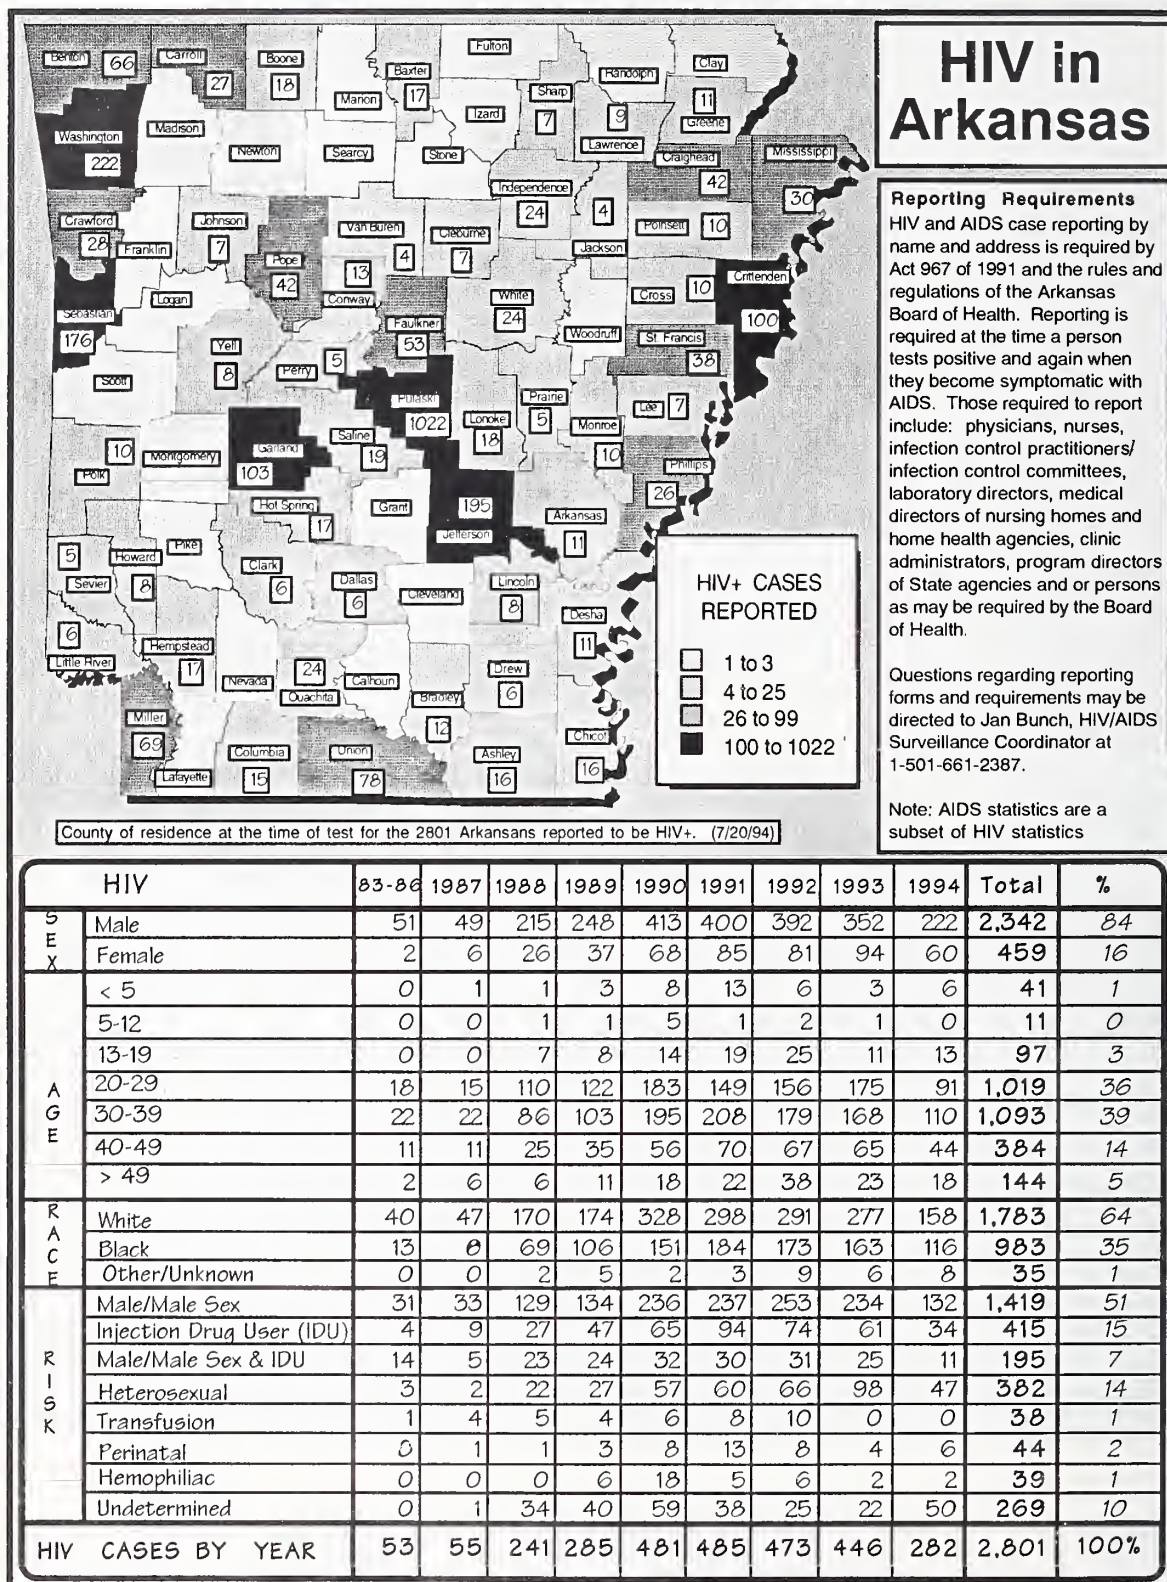 HIV in
Arkansas
Benton 66
Carroll 27
Boone 18
Marion
Baxter 17
Fulton
Izard
Sharp 7
Randolph 9
Clay
11 Greene
Washington 222
Madison
Newton
Searcy
Stone
Lawrence
Independence 24
Craighead 42
Mississippi 30
Crawford 28
Franklin
Johnson 7
Pope 42
Van Buren 4
Cleburne 7
4 Jackson
Poinsett 10
Sebastian 176
Logan
13 Conway
Faulkner 53
White 24
Woodruff
Cross 10
Crittenden 100
St. Francis 38
Scott
Yell 8
Perry 5
Pulaski 1022
Lonoke 18
Prairie 5
Monroe 10
Lee 7
Phillips 26
10 Polk
Montgomery
Garland 103
Saline 19
Hot Spring 17
Grant
195 Jefferson
Arkansas 11
5 Sevier
Howard 8
Pike
Clark 6
Dallas 6
Cleveland
Lincoln 8
Desha 11
6 Little River
Hempstead 17
Nevada
24 Ouachita
Calhoun
Bradley 12
Drew 6
Miller 69
Lafayette
Columbia 15
Union 78
Ashley 16
Chicot 16
HIV+ CASES
REPORTED
1 to 3
4 to 25
26 to 99
100 to 1022
County of residence at the time of test for the 2801 Arkansans reported to be HIV+. (7/20/94)
Reporting Requirements
HIV and AIDS case reporting by
name and address is required by
Act 967 of 1991 and the rules and
regulations of the Arkansas
Board of Health. Reporting is
required at the time a person
tests positive and again when
they become symptomatic with
AIDS. Those required to report
include: physicians, nurses,
infection control practitioners/
infection control committees,
laboratory directors, medical
directors of nursing homes and
home health agencies, clinic
administrators, program directors
of State agencies and or persons
as may be required by the Board
of Health.
Questions regarding reporting
forms and requirements may be
directed to Jan Bunch, HIV/AIDS
Surveillance Coordinator at
1-501-661-2387.
Note: AIDS statistics are a
subset of HIV statistics
HIV 83-86 1987 1988 1989 1990 1991 1992 1993 1994 Total %
SEX
Male 51 49 215 248 413 400 392 352 222 2,342 84
Female 2 6 26 37 68 85 81 94 60 459 16
AGE
< 5 0 1 1 3 8 13 6 3 6 41 1
5-12 0 0 1 1 5 1 2 1 0 11 0
13-19 0 0 7 8 14 19 25 11 13 97 3
20-29 18 15 110 122 183 149 156 175 91 1,019 36
30-39 22 22 86 103 195 208 179 168 110 1,093 39
40-49 11 11 25 35 56 70 67 65 44 384 14
> 49 2 6 6 11 18 22 38 23 18 144 5
RACE
White 40 47 170 174 328 298 291 277 158 1,783 64
Black 13 8 69 106 151 184 173 163 116 983 35
Other/Unknown 0 0 2 5 2 3 9 6 8 35 1
RISK
Male/Male Sex 31 33 129 134 236 237 253 234 132 1,419 51
Injection Drug User (IDU) 4 9 27 47 65 94 74 61 34 415 15
Male/Male Sex & IDU 14 5 23 24 32 30 31 25 11 195 7
Heterosexual 3 2 22 27 57 60 66 98 47 382 14
Transfusion 1 4 5 4 6 8 10 0 0 38 1
Perinatal 0 1 1 3 8 13 8 4 6 44 2
Hemophiliac 0 0 0 6 18 5 6 2 2 39 1
Undetermined 0 1 34 40 59 38 25 22 50 269 10
HIV CASES BY YEAR 53 55 241 285 481 485 473 446 282 2,801 100%